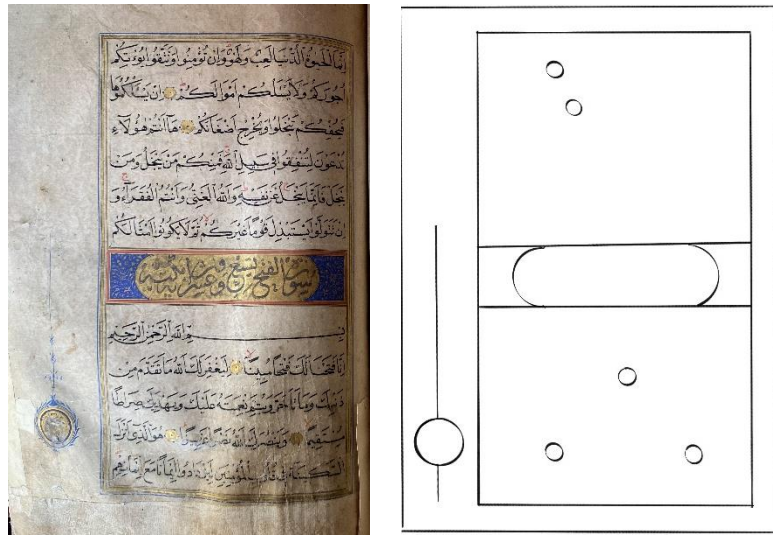 إنما الحيوة الدنيا لعب ولهو وإن تؤمنوا وتتقوا يؤتكم
أجوركم ولا يسئلكم أموالكم إن يسئلكموها
فيحفكم تبخلوا ويخرج أضغانكم هاأنتم هؤلاء
تدعون لتنفقوا في سبيل الله فمنكم من يبخل ومن
يبخل فإنما يبخل عن نفسه والله الغني وأنتم الفقراء و
إن تتولوا يستبدل قوما غيركم ثم لا يكونوا أمثالكم
سورة الفتح تسع وعشرون آية
بسم الله الرحمن الرحيم
إنا فتحنا لك فتحا مبينا ليغفر لك الله ما تقدم من
ذنبك وما تأخر ويتم نعمته عليك ويهديك صراطا
مستقيما وينصرك الله نصرا عزيزا هو الذي أنزل
السكينة في قلوب المؤمنين ليزدادوا إيمانا مع إيمانهم